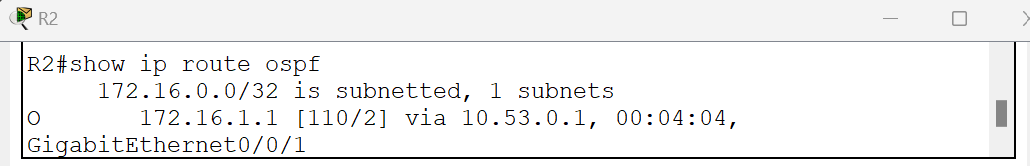 R2
R2#show ip route ospf
172.16.0.0/32 is subnetted, 1 subnets
O 172.16.1.1 [110/2] via 10.53.0.1, 00:04:04,
GigabitEthernet0/0/1